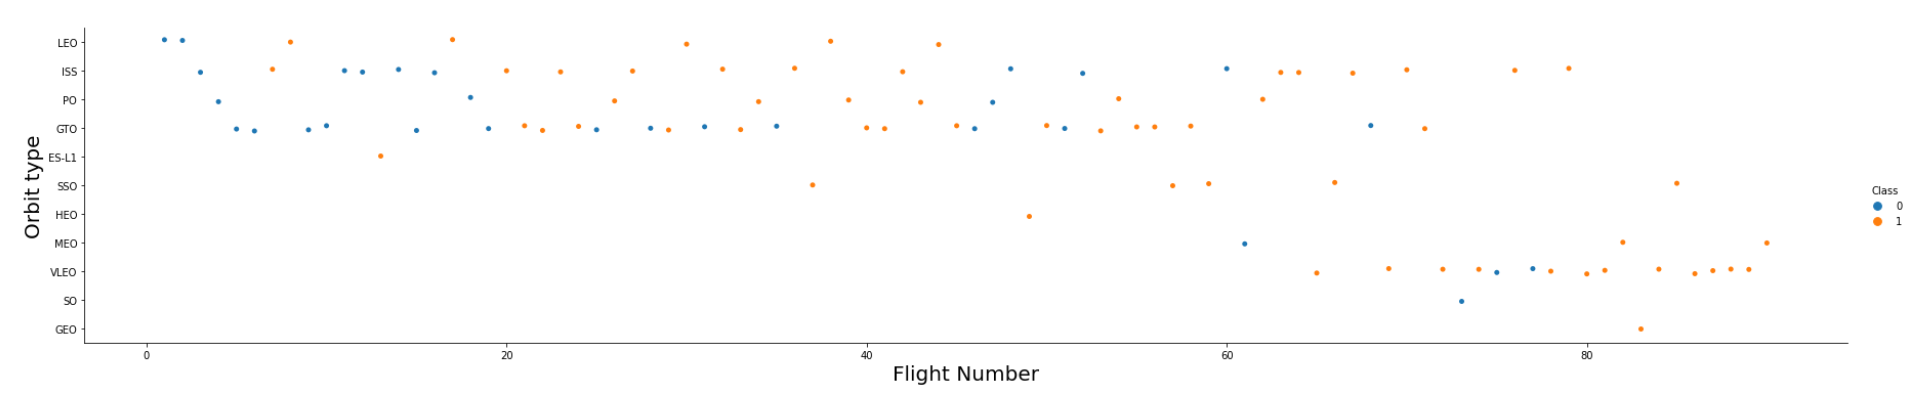 Orbit type
LEO
ISS
PO
GTO
ES-L1
SSO
HEO
MEO
VLEO
SO
GEO
0 20 40 60 80
Flight Number
Class
0
1